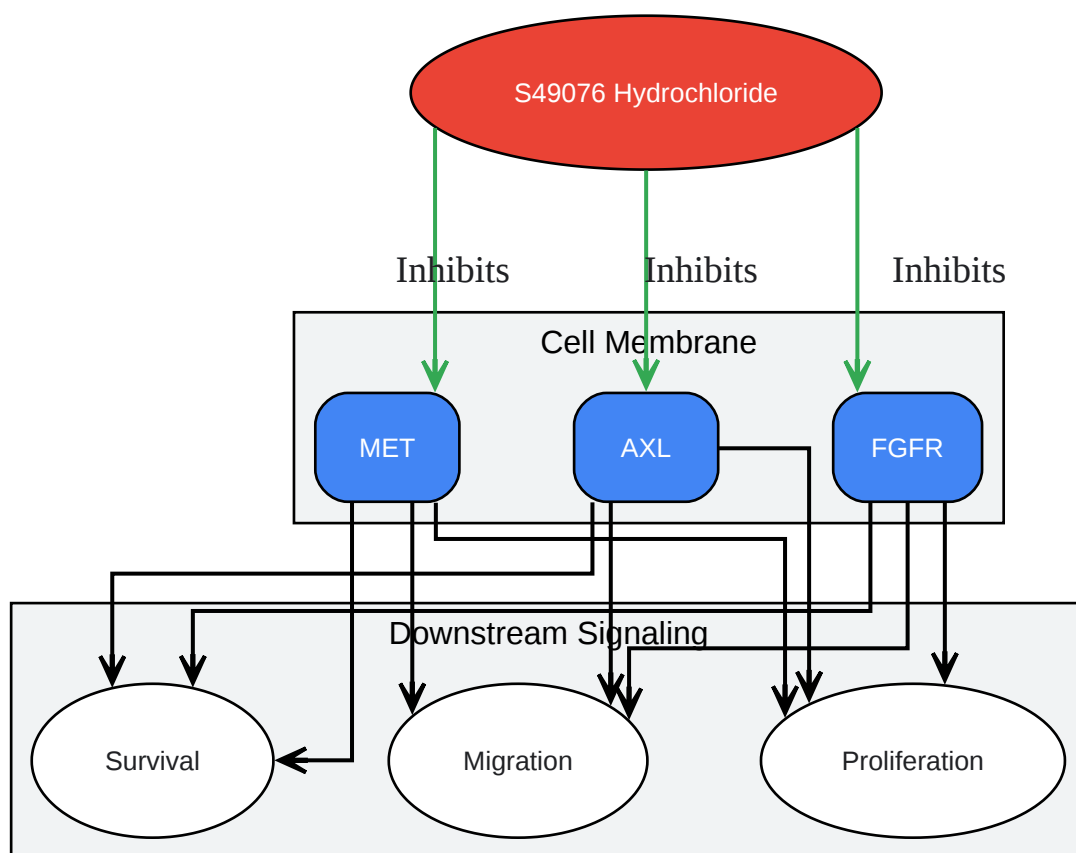 S49076 Hydrochloride
Inhibits
Inhibits
Inhibits
Cell Membrane
MET
AXL
FGFR
Downstream Signaling
Survival
Migration
Proliferation